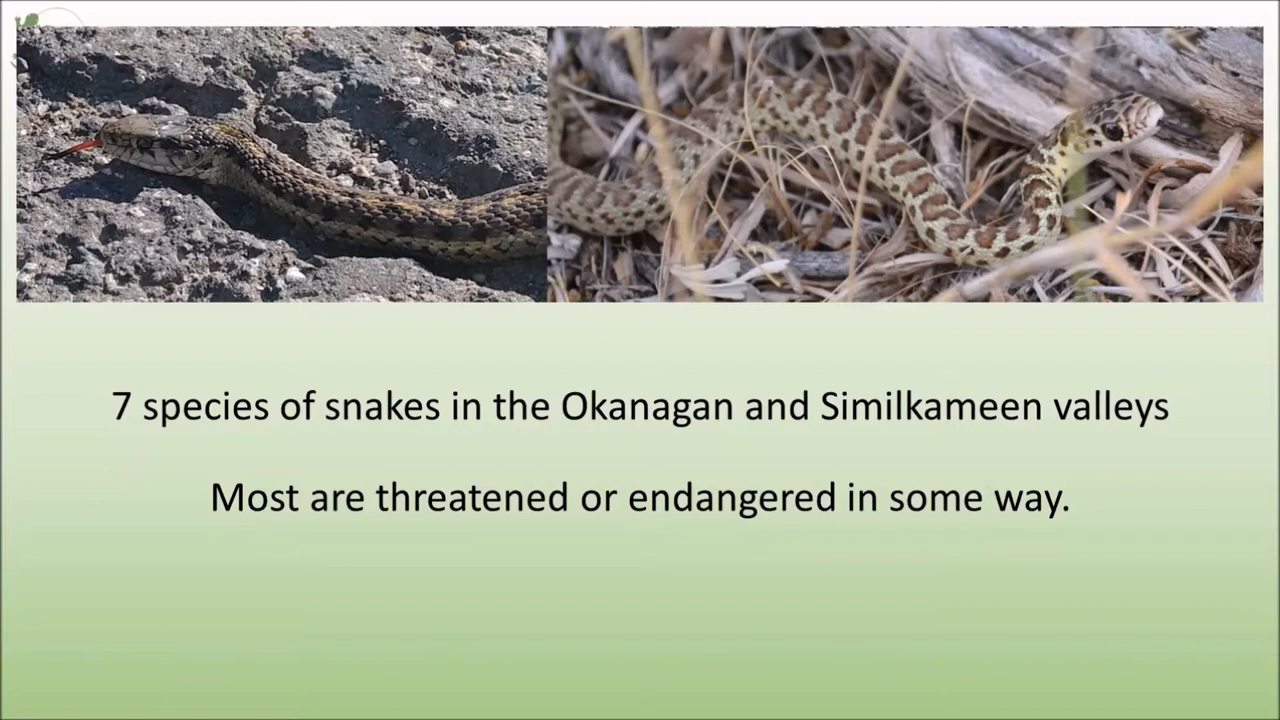 7 species of snakes in the Okanagan and Similkameen valleys
Most are threatened or endangered in some way.